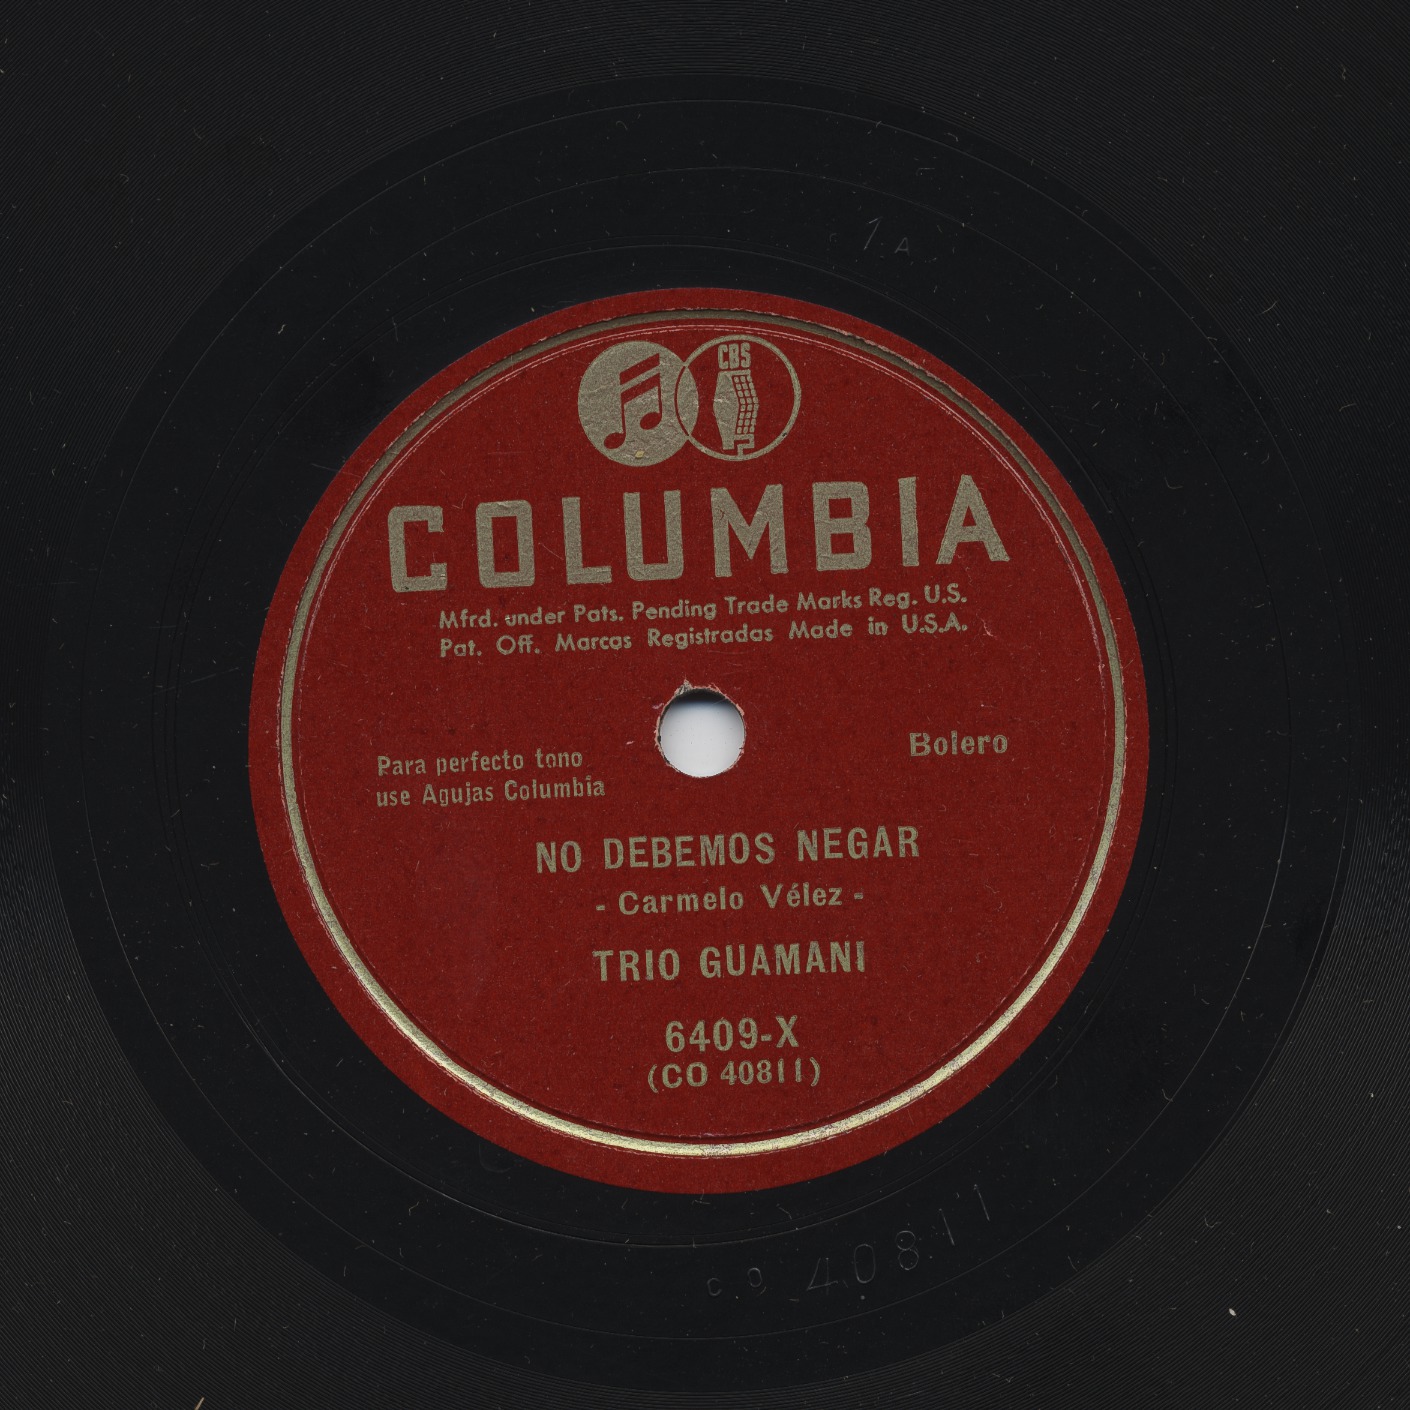 1 A
CBS
COLUMBIA
Mfrd. under Pats. Pending Trade Marks Reg. U.S.
Pat. Off. Marcas Registradas Made in U.S.A.
Bolero
Para perfecto tono
use Agujas Columbia
NO DEBEMOS NEGAR
- Carmelo Vélez -
TRIO GUAMANI
6409-X
(CO 40811)
CO 40811